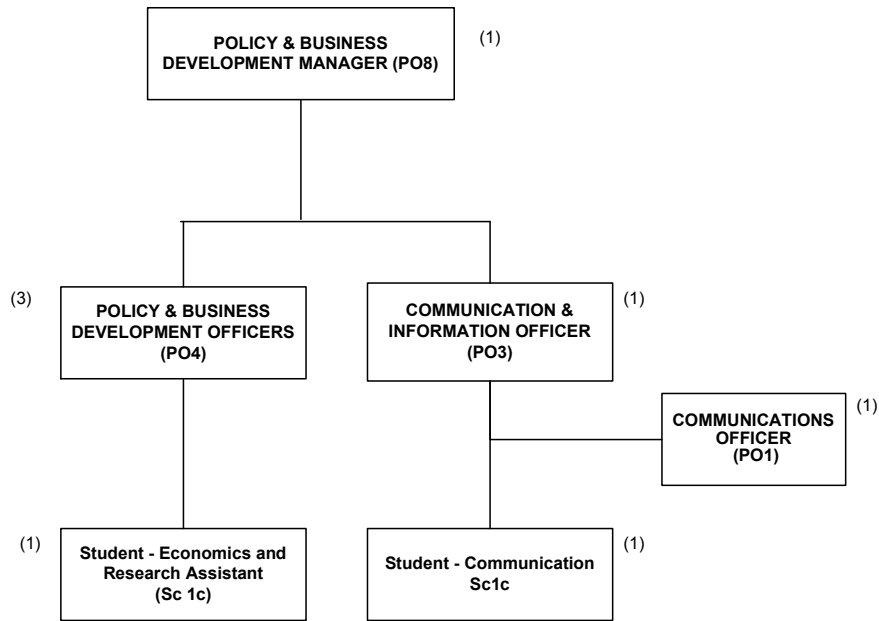 POLICY & BUSINESS
DEVELOPMENT MANAGER (PO8)
(1)
(3)
POLICY & BUSINESS
DEVELOPMENT OFFICERS
(PO4)
COMMUNICATION &
INFORMATION OFFICER
(PO3)
(1)
COMMUNICATIONS
OFFICER
(PO1)
(1)
(1)
Student - Economics and
Research Assistant
(Sc 1c)
Student - Communication
Sc1c
(1)